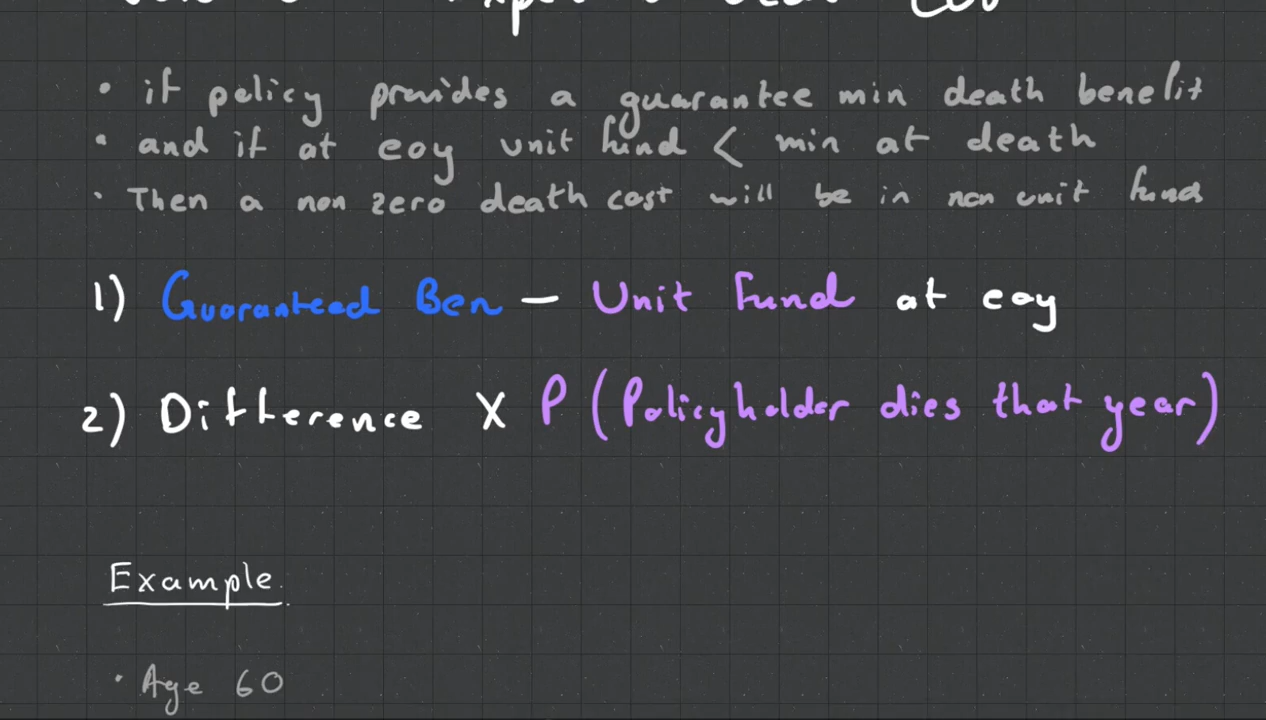 • if policy provides a guarantee min death benefit
• and if at eoy unit fund < min at death
• Then a non zero death cost will be in non unit fund
1) Guaranteed Ben — Unit Fund at eoy
2) Difference X P (Policyholder dies that year)
Example.
• Age 60